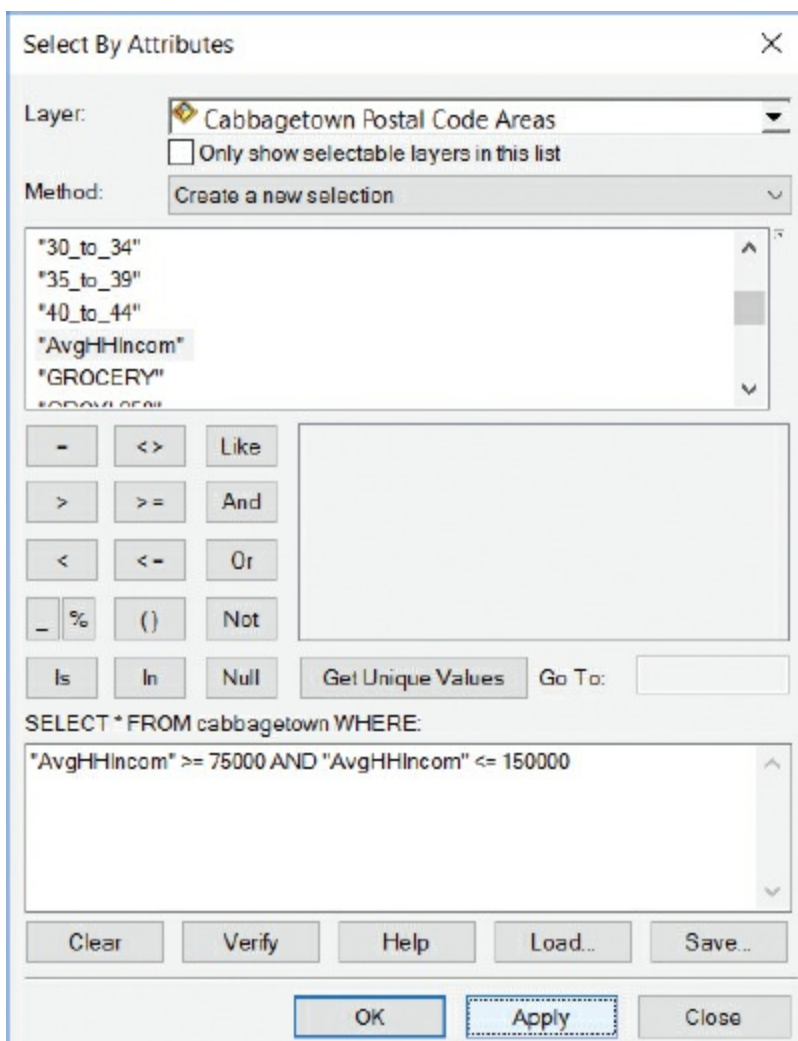 Select By Attributes
Layer: Cabbagetown Postal Code Areas
Only show selectable layers in this list
Method: Create a new selection
"30_to_34"
"35_to_39"
"40_to_44"
"AvgHHIncom"
"GROCERY"
= <> Like
> >= And
< <= Or
_ % () Not
Is In Null Get Unique Values Go To:
SELECT * FROM cabbagetown WHERE:
"AvgHHIncom" >= 75000 AND "AvgHHIncom" <= 150000
Clear Verify Help Load... Save...
OK Apply Close